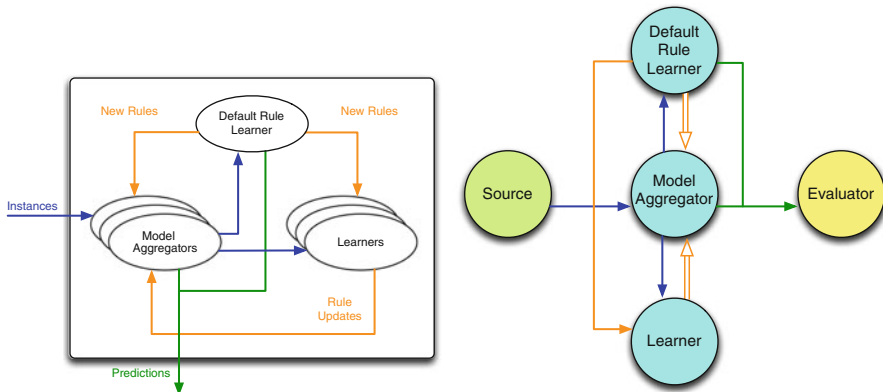 New Rules
Default Rule
Learner
New Rules
Instances
Model
Aggregators
Learners
Rule
Updates
Predictions
Default
Rule
Learner
Source
Model
Aggregator
Evaluator
Learner